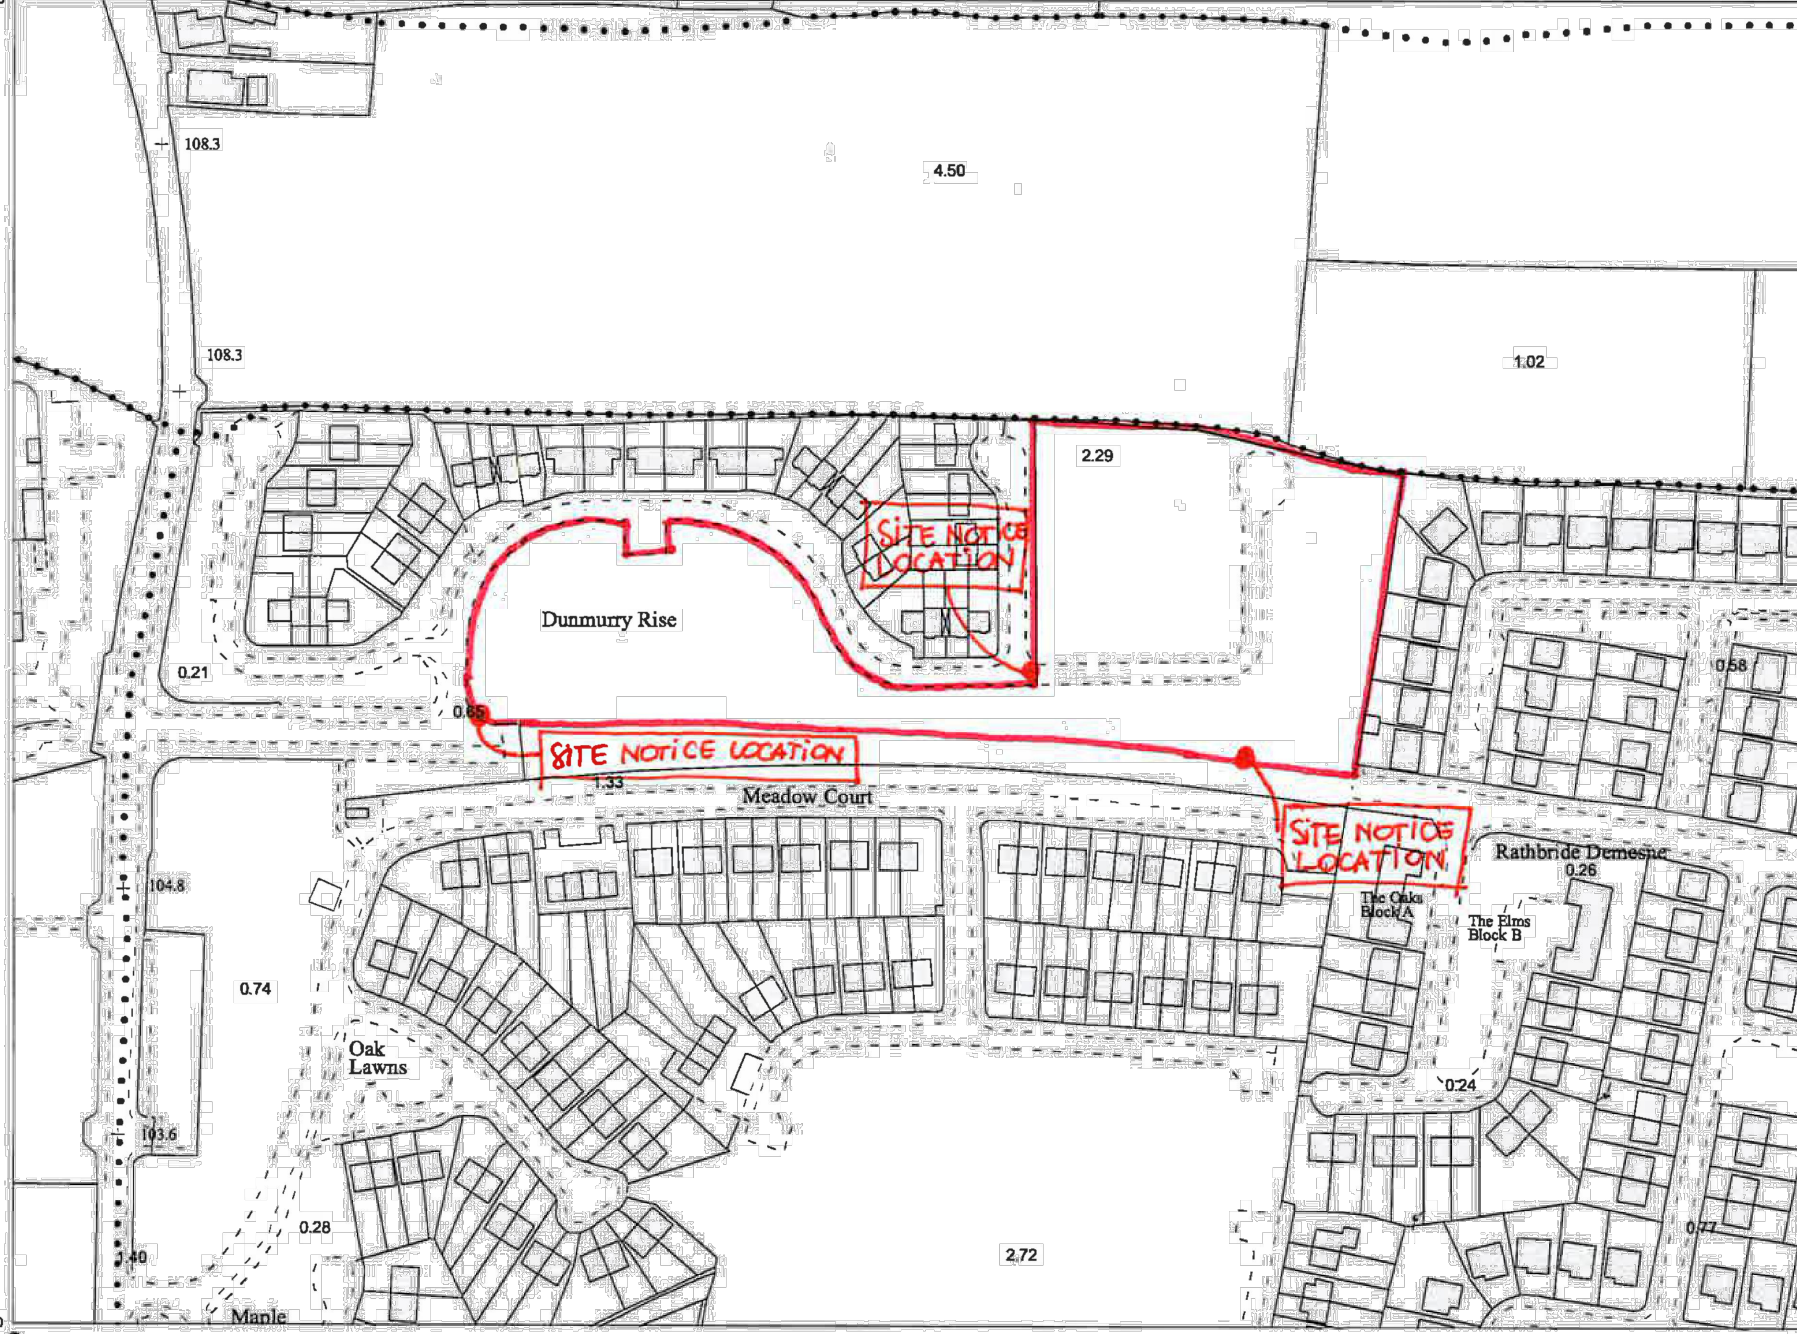 108.3
4.50
108.3
1.02
2.29
SITE NOTICE
LOCATION
Dunmurry Rise
0.21
0.58
0.65
SITE NOTICE LOCATION
1.33
Meadow Court
SITE NOTICE
LOCATION
Rathbride Demesne
0.26
104.8
The Oaks
Block A
The Elms
Block B
0.74
Oak
Lawns
0.24
103.6
0.28
0.77
1.40
2.72
Maple